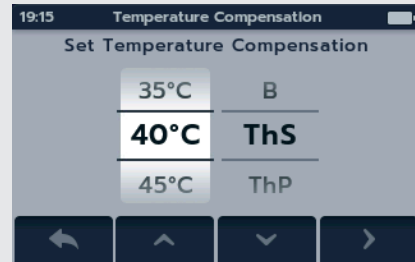 19:15 Temperature Compensation
Set Temperature Compensation
35°C B
40°C ThS
45°C ThP